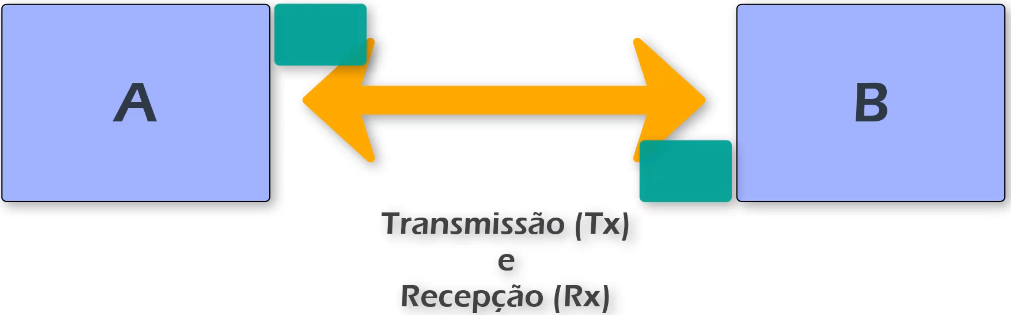 A
B
Transmissão (Tx)
e
Recepção (Rx)